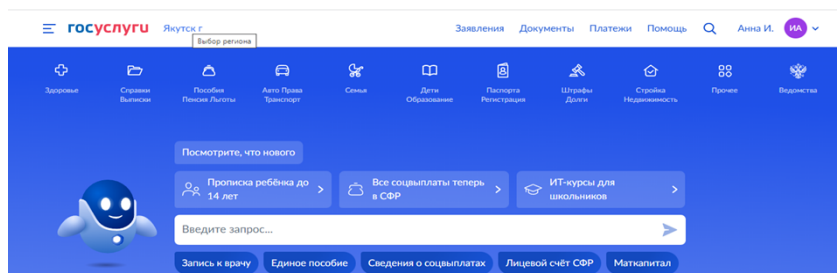 госуслуги Якутск г Заявления Документы Платежи Помощь Анна И. ИА
Выбор региона
Здоровье Справки Выписки Пособия Пенсия Льготы Авто Права Транспорт Семья Дети Образование Паспорта Регистрация Штрафы Долги Стройка Недвижимость Прочее Ведомства
Посмотрите, что нового
Прописка ребёнка до 14 лет
Все соцвыплаты теперь в СФР
ИТ-курсы для школьников
Введите запрос...
Запись к врачу Единое пособие Сведения о соцвыплатах Лицевой счёт СФР Маткапитал